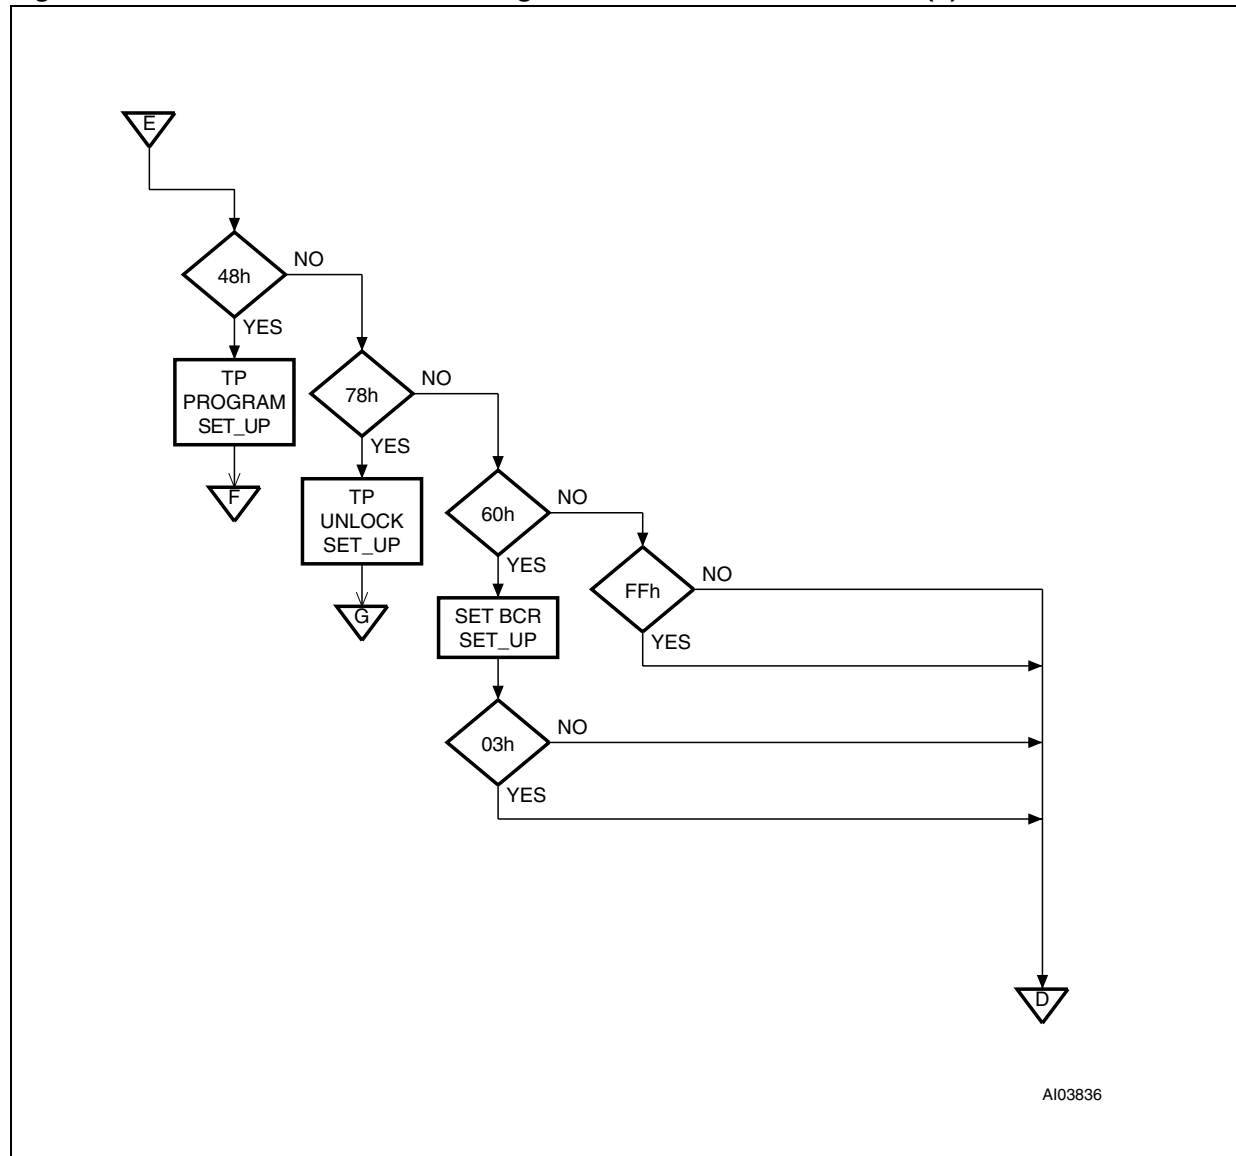 E
48h
NO
YES
TP
PROGRAM
SET_UP
F
78h
NO
YES
TP
UNLOCK
SET_UP
G
60h
NO
YES
SET BCR
SET_UP
FFh
NO
YES
03h
NO
YES
D
AI03836